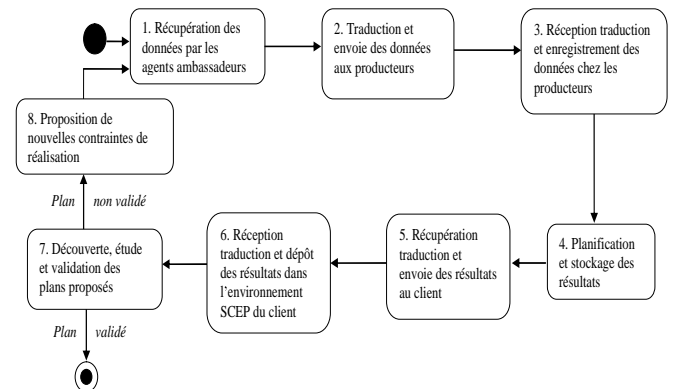 1. Récupération des
données par les
agents ambassadeurs
2. Traduction et
envoie des données
aux producteurs
3. Réception traduction
et enregistrement des
données chez les
producteurs
4. Planification
et stockage des
résultats
5. Récupération
traduction et
envoie des résultats
au client
6. Réception
traduction et dépôt
des résultats dans
l'environnement
SCEP du client
7. Découverte, étude
et validation des
plans proposés
Plan validé
Plan non validé
8. Proposition de
nouvelles contraintes de
réalisation